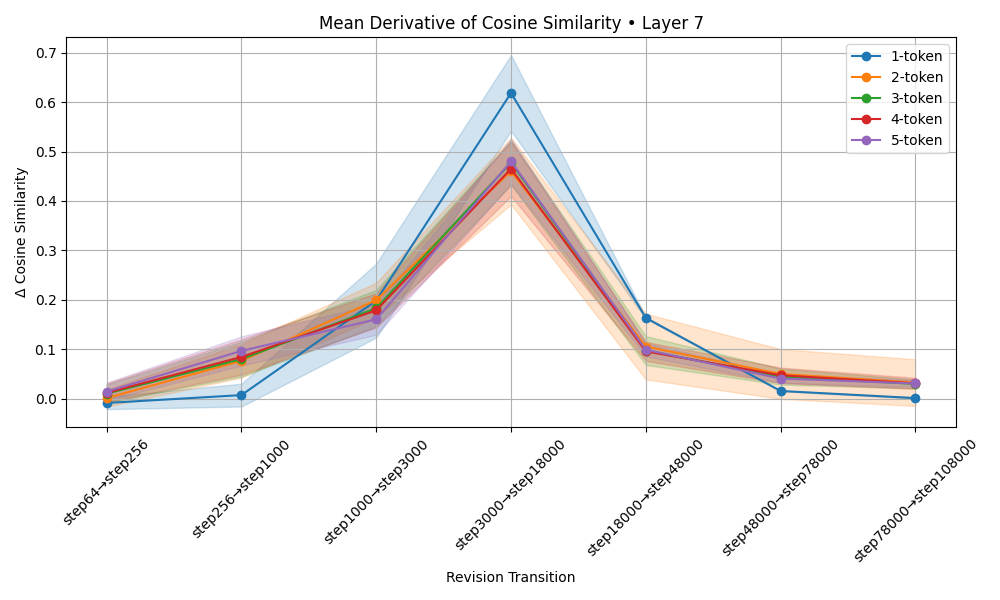 Mean Derivative of Cosine Similarity • Layer 7
Δ Cosine Similarity
0.7
0.6
0.5
0.4
0.3
0.2
0.1
0.0
1-token
2-token
3-token
4-token
5-token
step64→step256
step256→step1000
step1000→step3000
step3000→step18000
step18000→step48000
step48000→step78000
step78000→step108000
Revision Transition